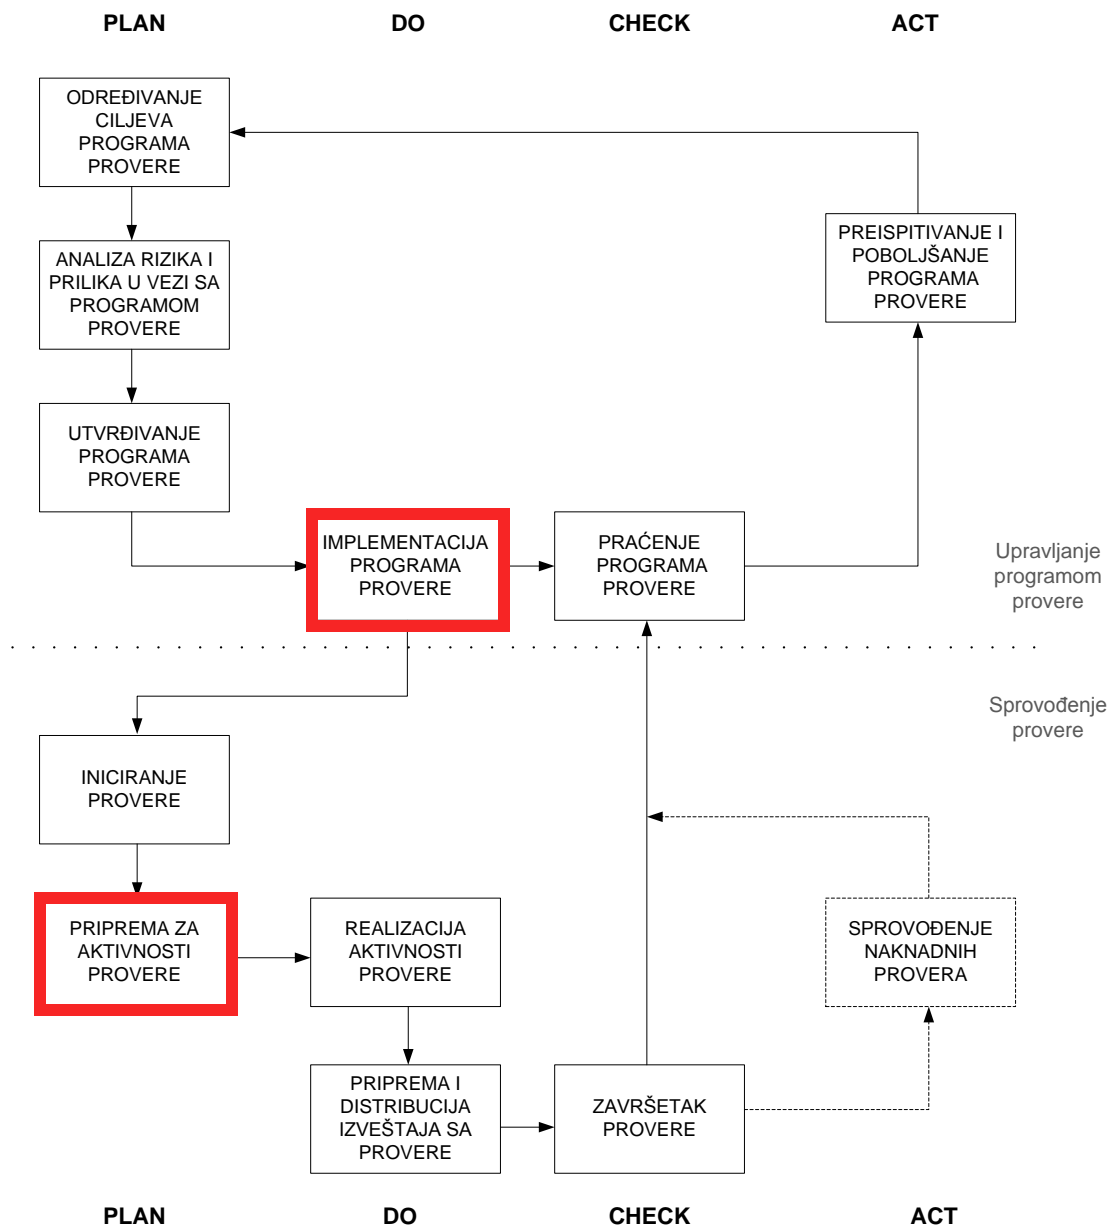 PLAN
DO
CHECK
ACT
ODREĐIVANJE
CILJEVA
PROGRAMA
PROVERE
PREISPITIVANJE I
POBOLJŠANJE
PROGRAMA
PROVERE
ANALIZA RIZIKA I
PRILIKA U VEZI SA
PROGRAMOM
PROVERE
UTVRĐIVANJE
PROGRAMA
PROVERE
IMPLEMENTACIJA
PROGRAMA
PROVERE
PRAĆENJE
PROGRAMA
PROVERE
Upravljanje
programom
provere
Sprovođenje
provere
INICIRANJE
PROVERE
PRIPREMA ZA
AKTIVNOSTI
PROVERE
REALIZACIJA
AKTIVNOSTI
PROVERE
SPROVOĐENJE
NAKNADNIH
PROVERA
PRIPREMA I
DISTRIBUCIJA
IZVEŠTAJA SA
PROVERE
ZAVRŠETAK
PROVERE
PLAN
DO
CHECK
ACT